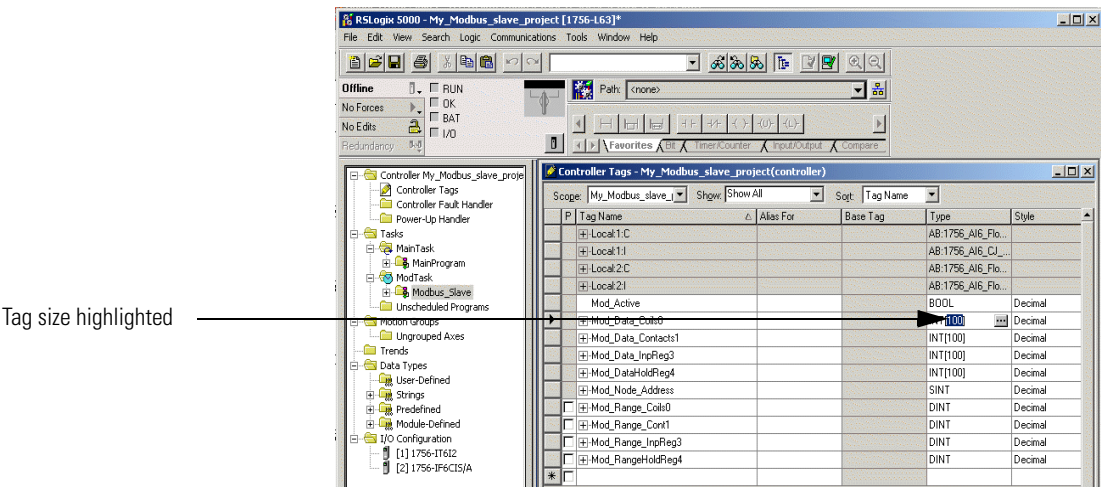 RSLogix 5000 - My_Modbus_slave_project [1756-L63]*
File Edit View Search Logic Communications Tools Window Help
Offline RUN
No Forces OK
No Edits BAT
Redundancy I/O
Path: <none>
Favorites Bit Timer/Counter Input/Output Compare
Tag size highlighted
Controller My_Modbus_slave_proje
Controller Tags
Controller Fault Handler
Power-Up Handler
Tasks
MainTask
MainProgram
ModTask
Modbus_Slave
Unscheduled Programs
Motion Groups
Ungrouped Axes
Trends
Data Types
User-Defined
Strings
Predefined
Module-Defined
I/O Configuration
[1] 1756-IT6I2
[2] 1756-IF6CIS/A
Controller Tags - My_Modbus_slave_project(controller)
Scope: My_Modbus_slave_ Show: Show All Sort: Tag Name
P Tag Name Alias For Base Tag Type Style
Local:1:C AB:1756_AI6_Flo...
Local:1:I AB:1756_AI6_CJ_...
Local:2:C AB:1756_AI6_Flo...
Local:2:I AB:1756_AI6_Flo...
Mod_Active BOOL Decimal
Mod_Data_Coils0 [100] ... Decimal
Mod_Data_Contacts1 INT[100] Decimal
Mod_Data_InpReg3 INT[100] Decimal
Mod_DataHoldReg4 INT[100] Decimal
Mod_Node_Address SINT Decimal
Mod_Range_Coils0 DINT Decimal
Mod_Range_Cont1 DINT Decimal
Mod_Range_InpReg3 DINT Decimal
Mod_RangeHoldReg4 DINT Decimal